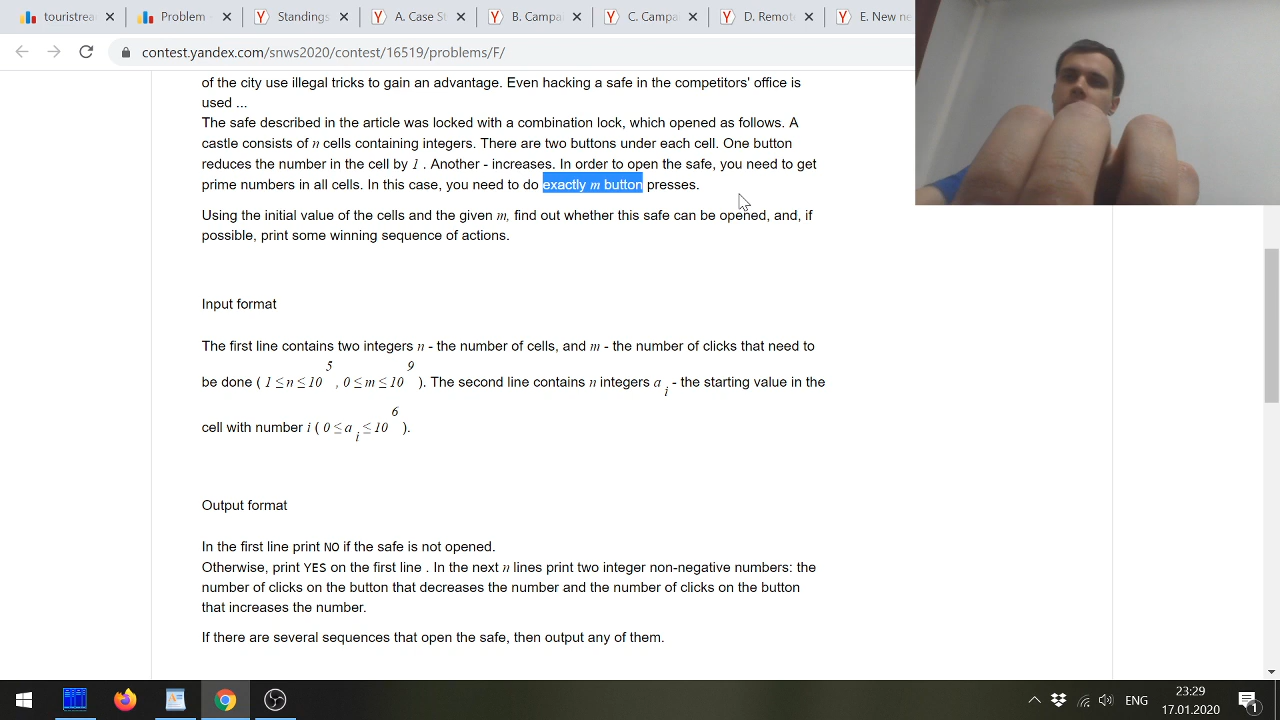 touristrea
Problem
Standings
A. Case St
B. Campa
C. Campa
D. Remot
E. New ne
contest.yandex.com/snws2020/contest/16519/problems/F/
of the city use illegal tricks to gain an advantage. Even hacking a safe in the competitors' office is
used ...
The safe described in the article was locked with a combination lock, which opened as follows. A
castle consists of n cells containing integers. There are two buttons under each cell. One button
reduces the number in the cell by 1 . Another - increases. In order to open the safe, you need to get
prime numbers in all cells. In this case, you need to do exactly m button presses.
Using the initial value of the cells and the given m, find out whether this safe can be opened, and, if
possible, print some winning sequence of actions.
Input format
The first line contains two integers n - the number of cells, and m - the number of clicks that need to
be done ( 1 ≤ n ≤ 10^5 , 0 ≤ m ≤ 10^9 ). The second line contains n integers a_i - the starting value in the
cell with number i ( 0 ≤ a_i ≤ 10^6 ).
Output format
In the first line print NO if the safe is not opened.
Otherwise, print YES on the first line . In the next n lines print two integer non-negative numbers: the
number of clicks on the button that decreases the number and the number of clicks on the button
that increases the number.
If there are several sequences that open the safe, then output any of them.
ENG
23:29
17.01.2020
1